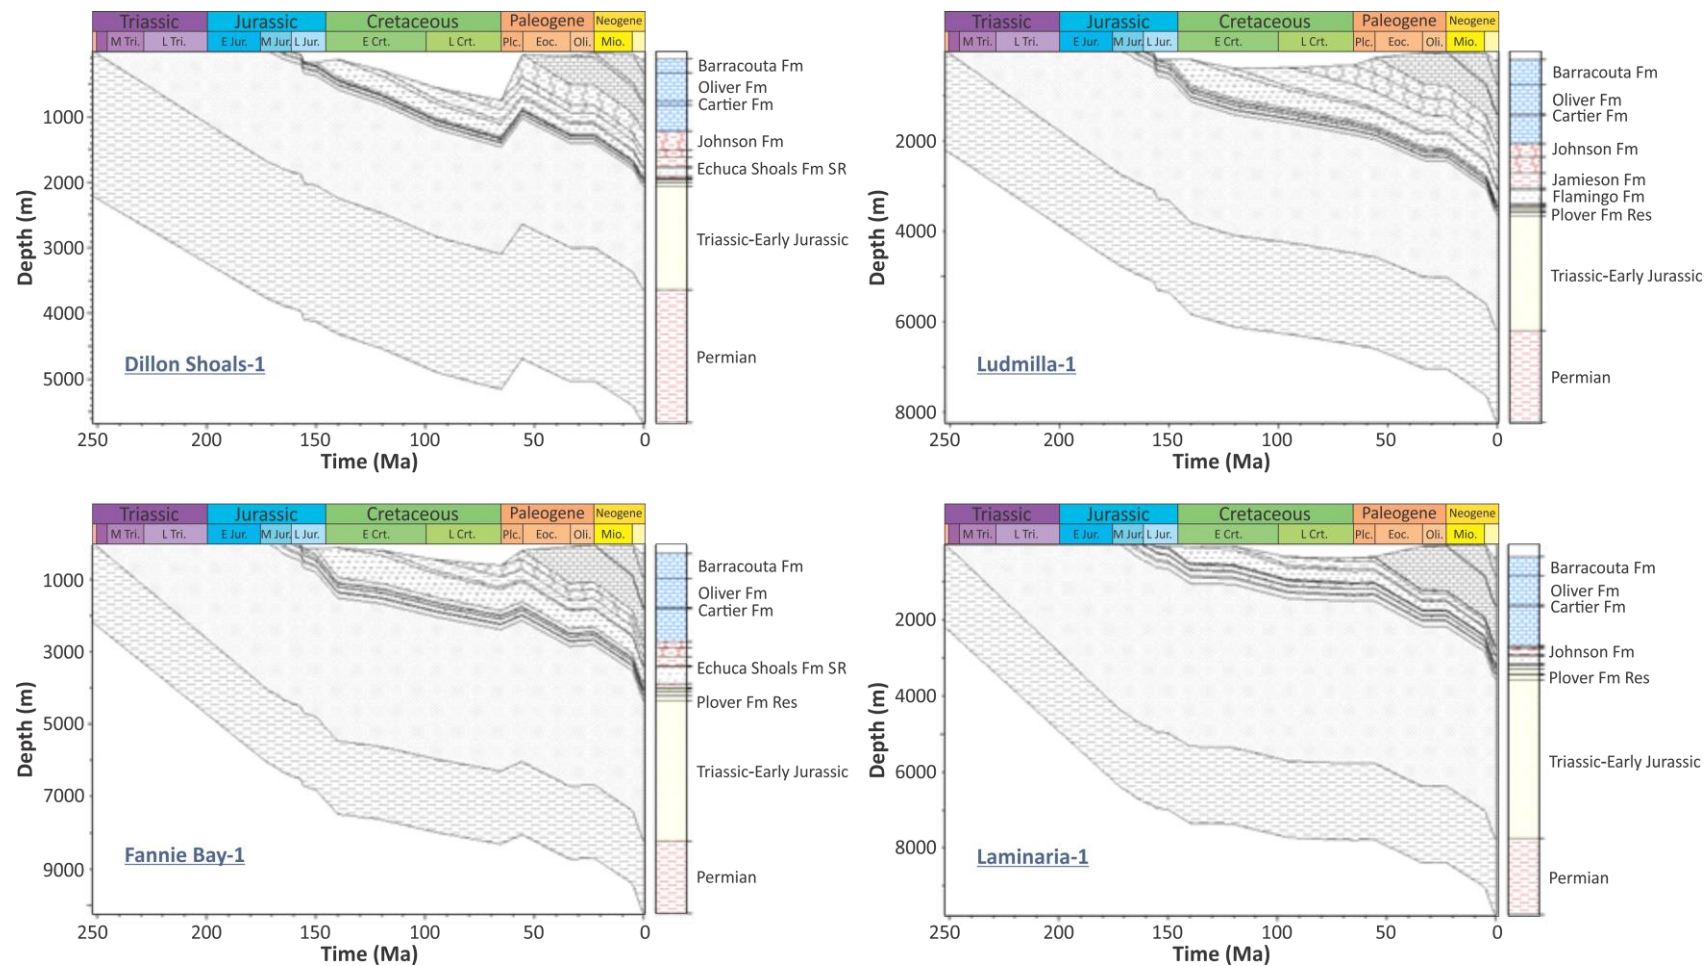 Triassic Jurassic Cretaceous Paleogene Neogene
M Tri. L Tri. E Jur. M Jur. L Jur. E Crt. L Crt. Plc. Eoc. Oli. Mio.
Depth (m)
1000
2000
3000
4000
5000
Dillon Shoals-1
250 200 150 100 50 0
Time (Ma)
Barracouta Fm
Oliver Fm
Cartier Fm
Johnson Fm
Echuca Shoals Fm SR
Triassic-Early Jurassic
Permian
Triassic Jurassic Cretaceous Paleogene Neogene
M Tri. L Tri. E Jur. M Jur. L Jur. E Crt. L Crt. Plc. Eoc. Oli. Mio.
Depth (m)
2000
4000
6000
8000
Ludmilla-1
250 200 150 100 50 0
Time (Ma)
Barracouta Fm
Oliver Fm
Cartier Fm
Johnson Fm
Jamieson Fm
Flamingo Fm
Plover Fm Res
Triassic-Early Jurassic
Permian
Triassic Jurassic Cretaceous Paleogene Neogene
M Tri. L Tri. E Jur. M Jur. L Jur. E Crt. L Crt. Plc. Eoc. Oli. Mio.
Depth (m)
1000
3000
5000
7000
9000
Fannie Bay-1
250 200 150 100 50 0
Time (Ma)
Barracouta Fm
Oliver Fm
Cartier Fm
Echuca Shoals Fm SR
Plover Fm Res
Triassic-Early Jurassic
Permian
Triassic Jurassic Cretaceous Paleogene Neogene
M Tri. L Tri. E Jur. M Jur. L Jur. E Crt. L Crt. Plc. Eoc. Oli. Mio.
Depth (m)
2000
4000
6000
8000
Laminaria-1
250 200 150 100 50 0
Time (Ma)
Barracouta Fm
Oliver Fm
Cartier Fm
Johnson Fm
Plover Fm Res
Triassic-Early Jurassic
Permian